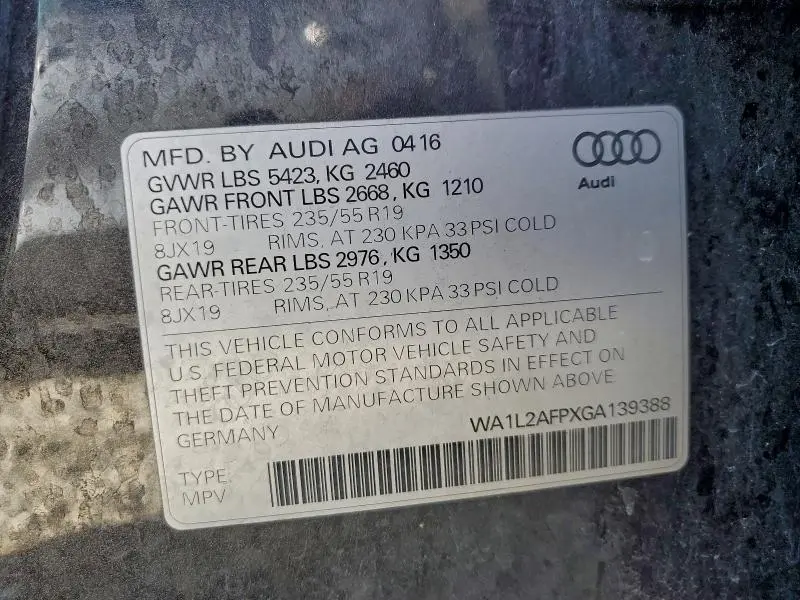 MFD. BY AUDI AG 0416
GVWR LBS 5423, KG 2460
GAWR FRONT LBS 2668, KG 1210
FRONT-TIRES 235/55 R19
8JX19 RIMS, AT 230 KPA 33 PSI COLD
GAWR REAR LBS 2976, KG 1350
REAR-TIRES 235/55 R19
8JX19 RIMS, AT 230 KPA 33 PSI COLD
Audi
THIS VEHICLE CONFORMS TO ALL APPLICABLE
U.S. FEDERAL MOTOR VEHICLE SAFETY AND
THEFT PREVENTION STANDARDS IN EFFECT ON
THE DATE OF MANUFACTURE SHOWN ABOVE.
GERMANY
WA1L2AFPXGA139388
TYPE:
MPV